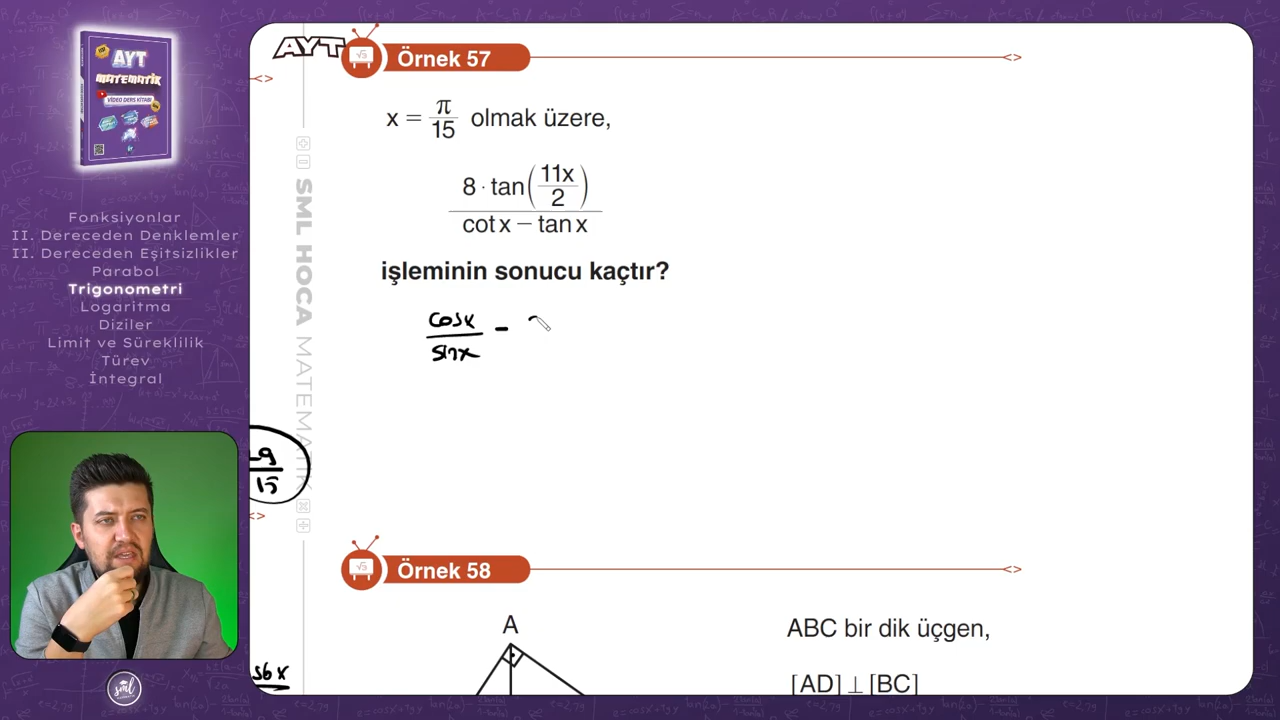 AYT
MATEMATİK
VİDEO DERS KİTABI
Fonksiyonlar
II. Dereceden Denklemler
II. Dereceden Eşitsizlikler
Parabol
Trigonometri
Logaritma
Diziler
Limit ve Süreklilik
Türev
İntegral
sml
SML HOCA MATEMATİK
AYT
Örnek 57
x = π/15 olmak üzere,
8 · tan(11x/2)
cot x − tan x
işleminin sonucu kaçtır?
cosx
sinx
-
15
Örnek 58
A
ABC bir dik üçgen,
[AD] ⊥ [BC]